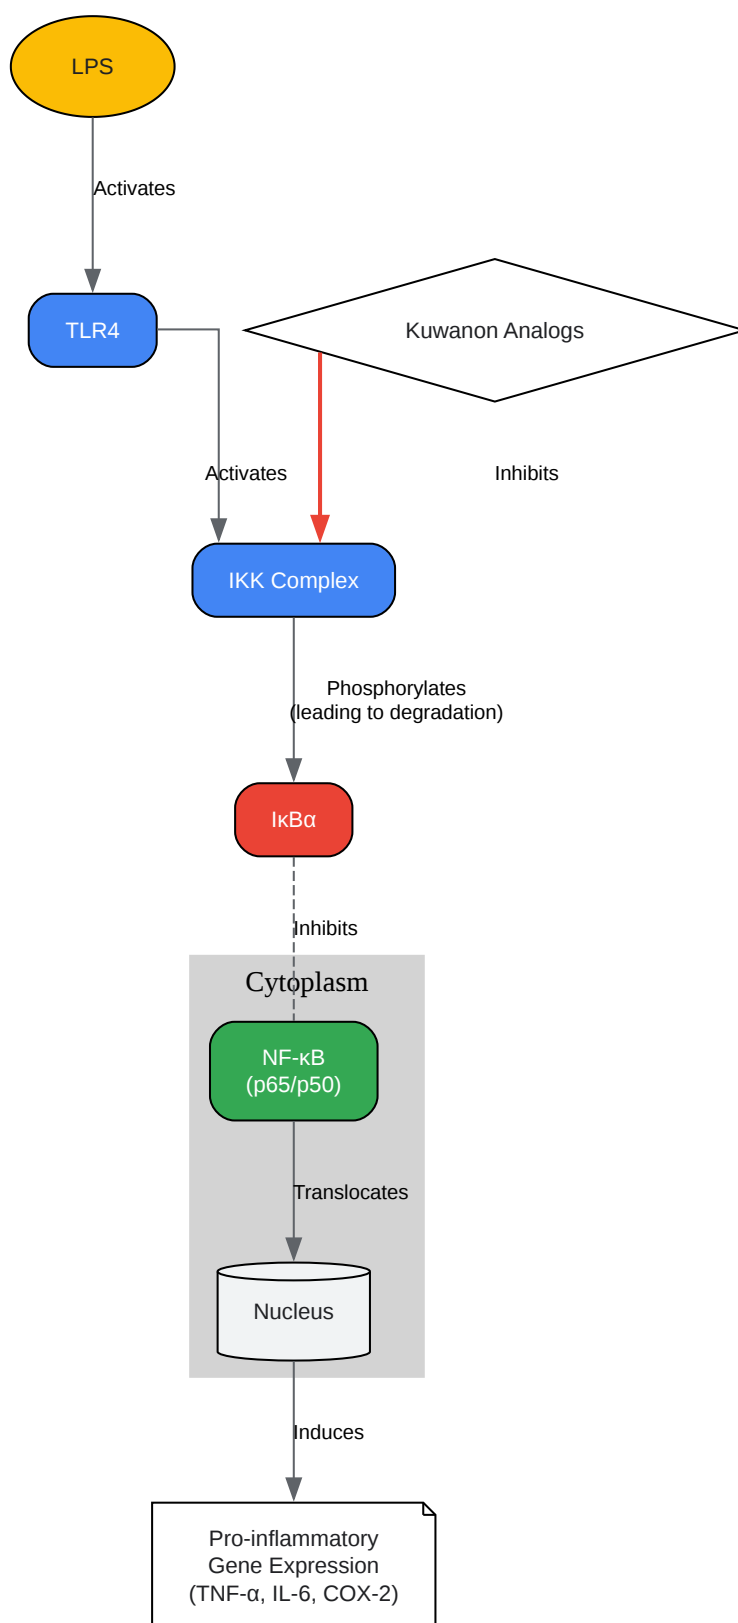 LPS
Activates
TLR4
Kuwanon Analogs
Activates
Inhibits
IKK Complex
Phosphorylates
(leading to degradation)
IκBα
Inhibits
Cytoplasm
NF-κB
(p65/p50)
Translocates
Nucleus
Induces
Pro-inflammatory
Gene Expression
(TNF-α, IL-6, COX-2)